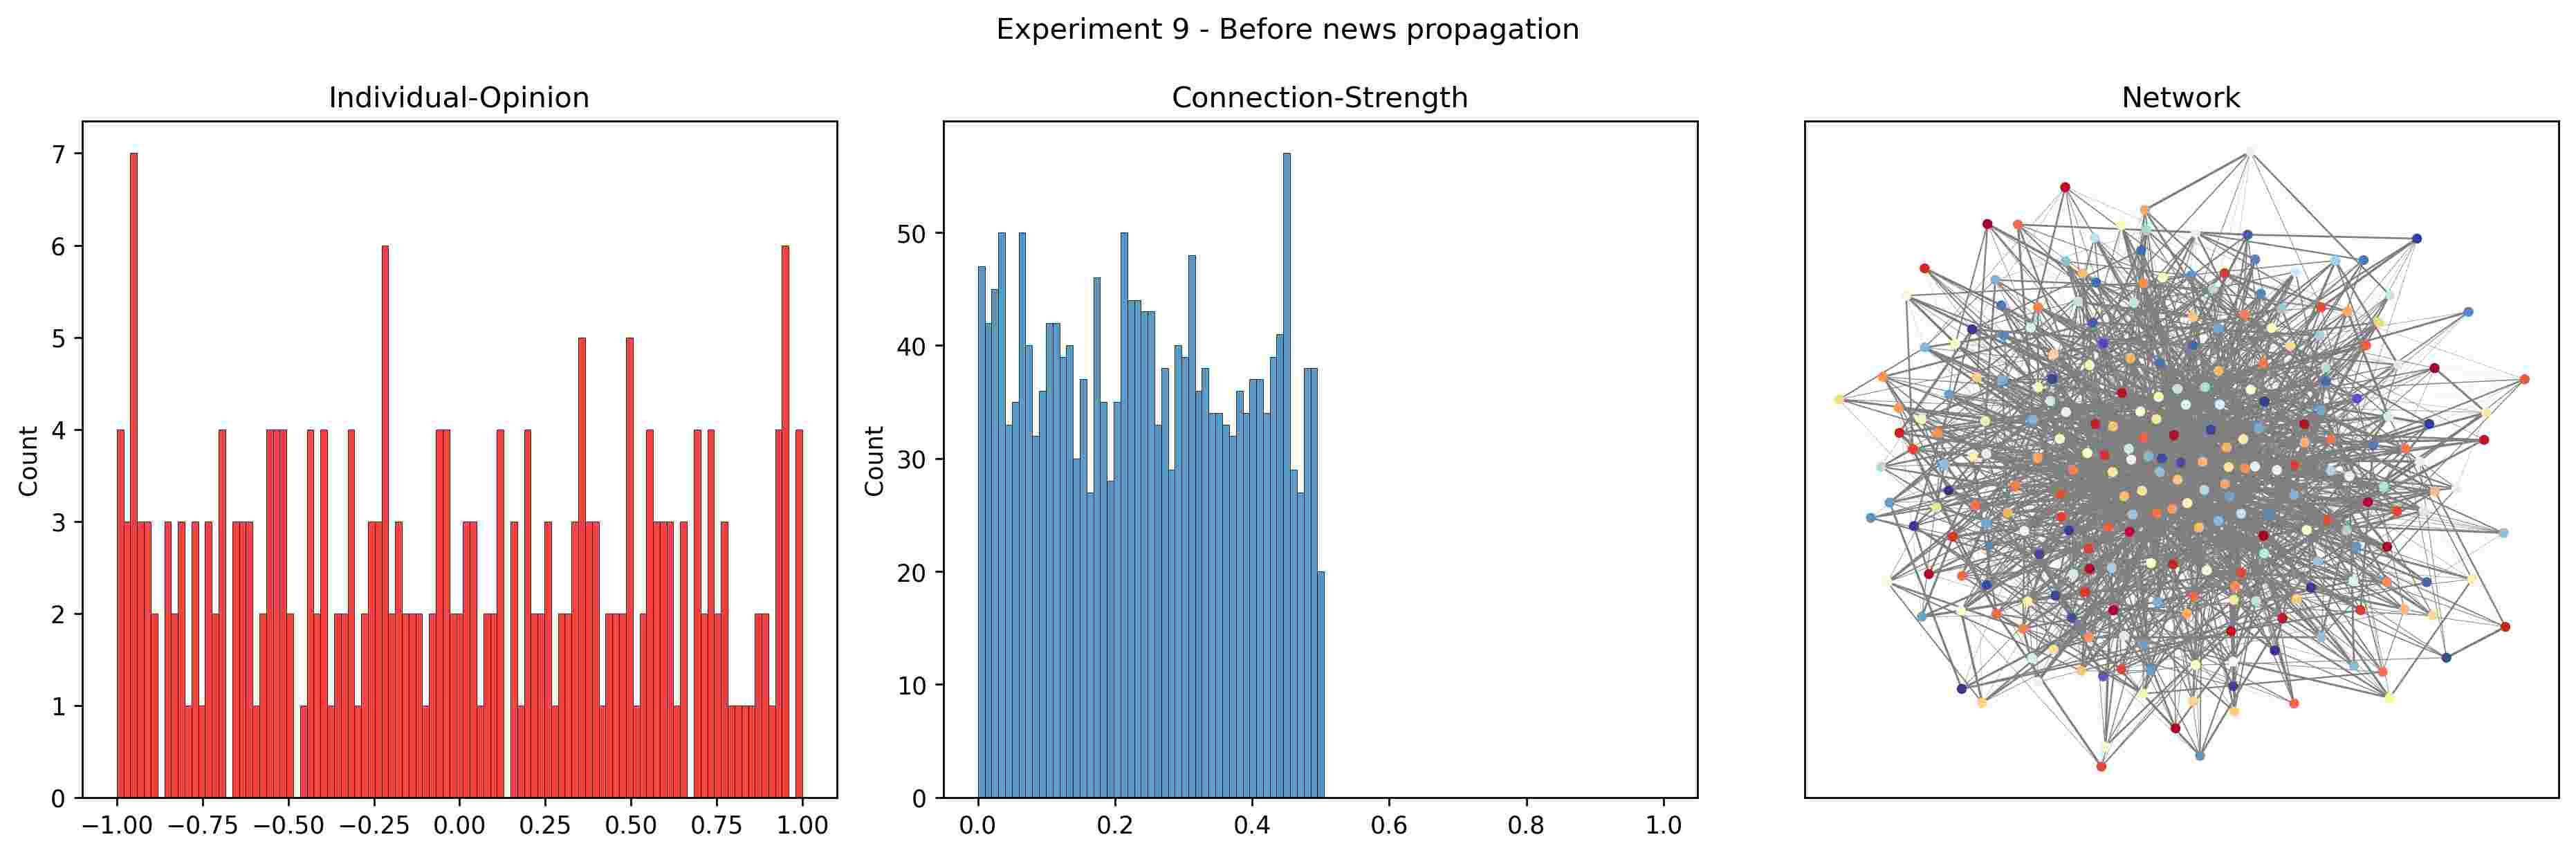 Experiment 9 - Before news propagation
Individual-Opinion
Count
7
6
5
4
3
2
1
0
−1.00 −0.75 −0.50 −0.25 0.00 0.25 0.50 0.75 1.00
Connection-Strength
Count
50
40
30
20
10
0
0.0 0.2 0.4 0.6 0.8 1.0
Network